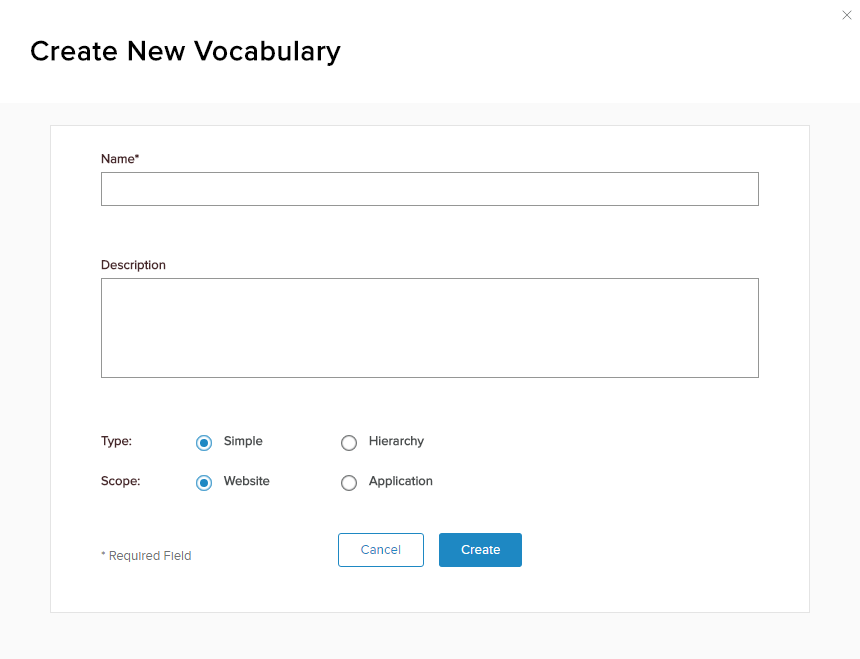 Create New Vocabulary
Name*
Description
Type: Simple Hierarchy
Scope: Website Application
* Required Field Cancel Create